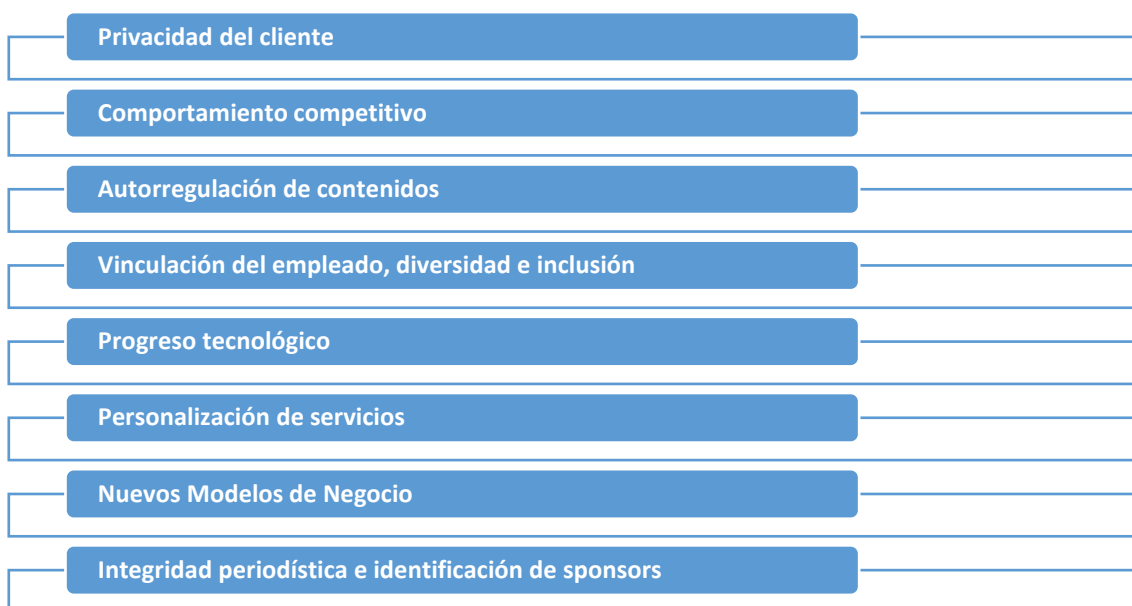 Privacidad del cliente
Comportamiento competitivo
Autorregulación de contenidos
Vinculación del empleado, diversidad e inclusión
Progreso tecnológico
Personalización de servicios
Nuevos Modelos de Negocio
Integridad periodística e identificación de sponsors